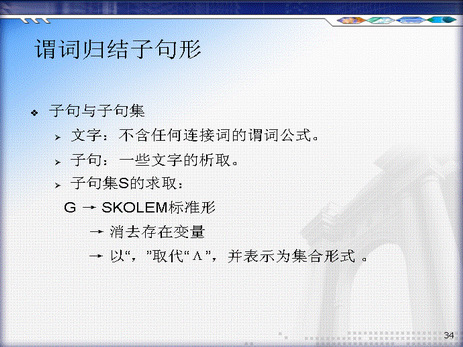 谓词归结子句形
子句与子句集
文字：不含任何连接词的谓词公式。
子句：一些文字的析取。
子句集S的求取：
G → SKOLEM标准形
→ 消去存在变量
→ 以“，”取代“Λ”，并表示为集合形式 。
34